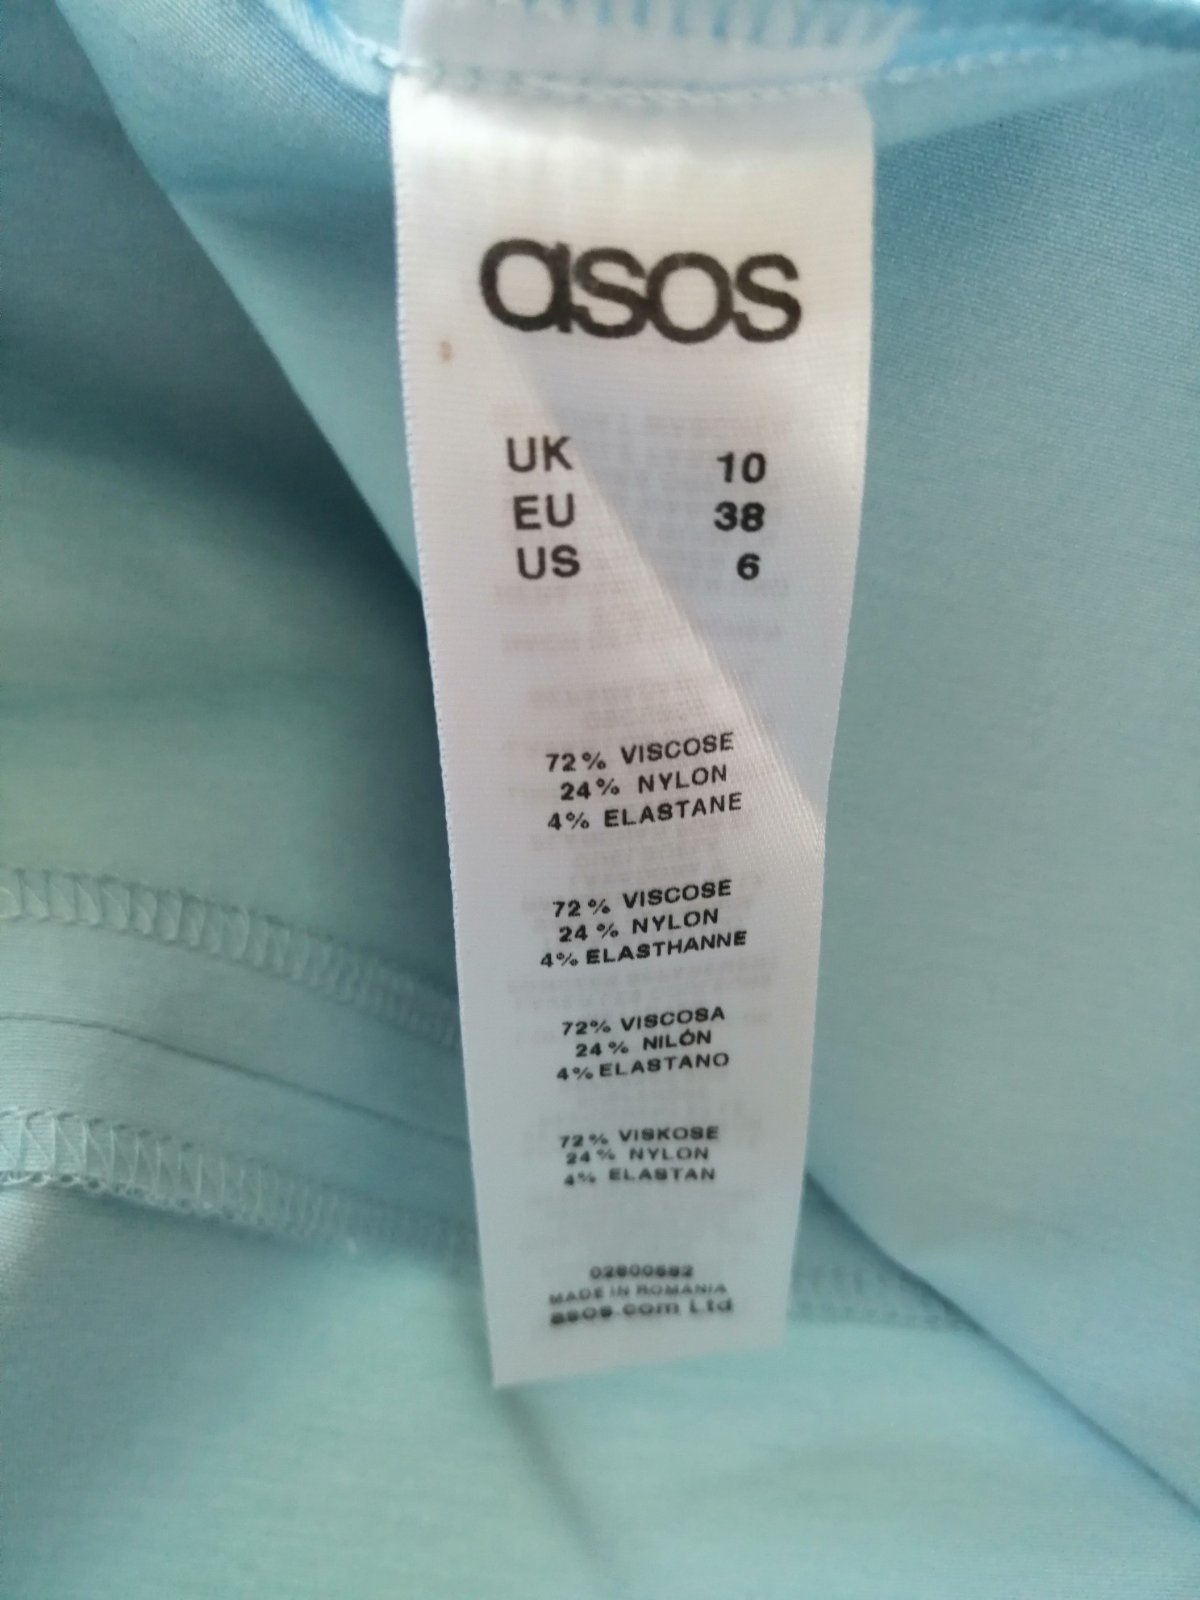 asos
UK 10
EU 38
US 6
72% VISCOSE
24% NYLON
4% ELASTANE
72% VISCOSE
24% NYLON
4% ELASTHANNE
72% VISCOSA
24% NILÓN
4% ELASTANO
72% VISKOSE
24% NYLON
4% ELASTAN
MADE IN ROMANIA
asos.com Ltd